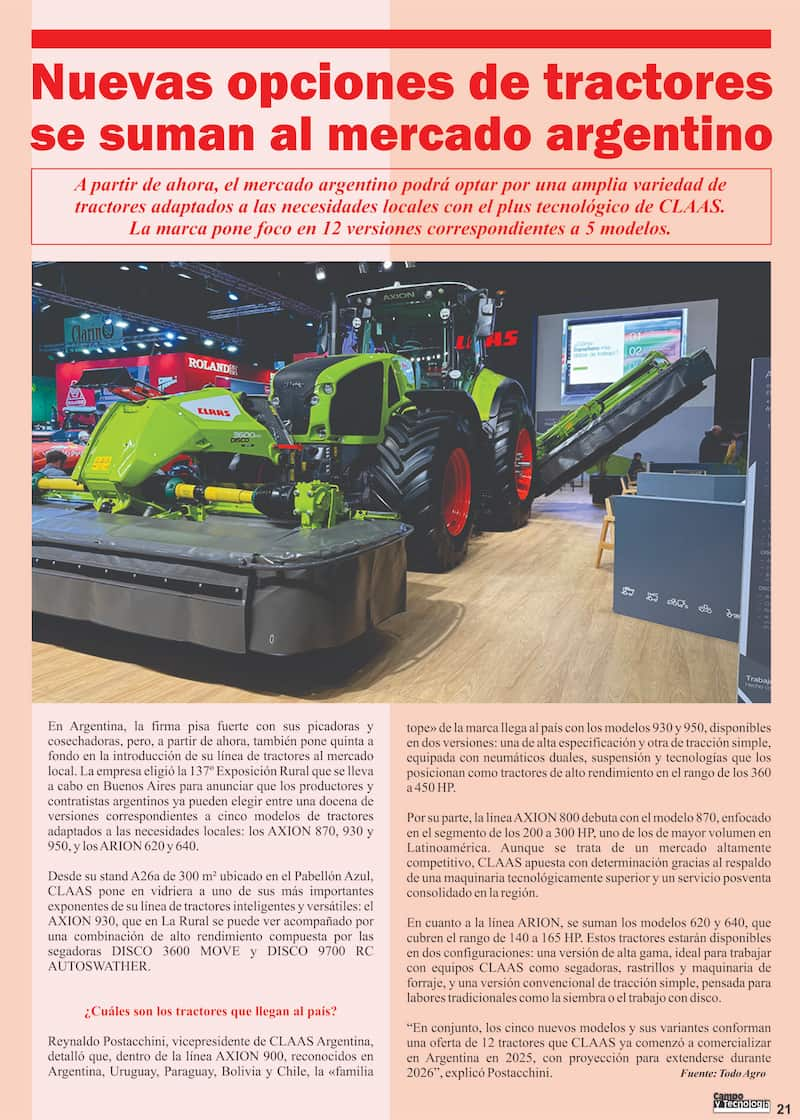 Nuevas opciones de tractores
se suman al mercado argentino
A partir de ahora, el mercado argentino podrá optar por una amplia variedad de
tractores adaptados a las necesidades locales con el plus tecnológico de CLAAS.
La marca pone foco en 12 versiones correspondientes a 5 modelos.
Clarín
ROLAND
AXION
CLAAS
CLAAS
3600
DISCO
01
02
Trabaja
En Argentina, la firma pisa fuerte con sus picadoras y
cosechadoras, pero, a partir de ahora, también pone quinta a
fondo en la introducción de su línea de tractores al mercado
local. La empresa eligió la 137º Exposición Rural que se lleva
a cabo en Buenos Aires para anunciar que los productores y
contratistas argentinos ya pueden elegir entre una docena de
versiones correspondientes a cinco modelos de tractores
adaptados a las necesidades locales: los AXION 870, 930 y
950, y los ARION 620 y 640.
Desde su stand A26a de 300 m² ubicado en el Pabellón Azul,
CLAAS pone en vidriera a uno de sus más importantes
exponentes de su línea de tractores inteligentes y versátiles: el
AXION 930, que en La Rural se puede ver acompañado por
una combinación de alto rendimiento compuesta por las
segadoras DISCO 3600 MOVE y DISCO 9700 RC
AUTOSWATHER.
¿Cuáles son los tractores que llegan al país?
Reynaldo Postacchini, vicepresidente de CLAAS Argentina,
detalló que, dentro de la línea AXION 900, reconocidos en
Argentina, Uruguay, Paraguay, Bolivia y Chile, la «familia
tope» de la marca llega al país con los modelos 930 y 950, disponibles
en dos versiones: una de alta especificación y otra de tracción simple,
equipada con neumáticos duales, suspensión y tecnologías que los
posicionan como tractores de alto rendimiento en el rango de los 360
a 450 HP.
Por su parte, la línea AXION 800 debuta con el modelo 870, enfocado
en el segmento de los 200 a 300 HP, uno de los de mayor volumen en
Latinoamérica. Aunque se trata de un mercado altamente
competitivo, CLAAS apuesta con determinación gracias al respaldo
de una maquinaria tecnológicamente superior y un servicio posventa
consolidado en la región.
En cuanto a la línea ARION, se suman los modelos 620 y 640, que
cubren el rango de 140 a 165 HP. Estos tractores estarán disponibles
en dos configuraciones: una versión de alta gama, ideal para trabajar
con equipos CLAAS como segadoras, rastrillos y maquinaria de
forraje, y una versión convencional de tracción simple, pensada para
labores tradicionales como la siembra o el trabajo con disco.
“En conjunto, los cinco nuevos modelos y sus variantes conforman
una oferta de 12 tractores que CLAAS ya comenzó a comercializar
en Argentina en 2025, con proyección para extenderse durante
2026”, explicó Postacchini.
Fuente: Todo Agro
Campo
y Tecnología
21